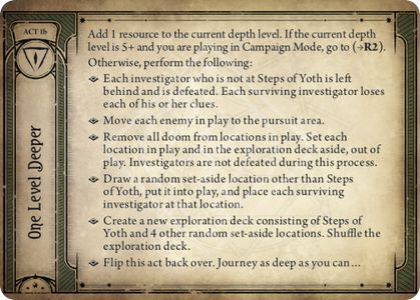 ACT 1b
One Level Deeper
Add 1 resource to the current depth level. If the current depth
level is 5+ and you are playing in Campaign Mode, go to (→R2).
Otherwise, perform the following:
Each investigator who is not at Steps of Yoth is left
behind and is defeated. Each surviving investigator loses
each of his or her clues.
Move each enemy in play to the pursuit area.
Remove all doom from locations in play. Set each
location in play and in the exploration deck aside, out of
play. Investigators are not defeated during this process.
Draw a random set-aside location other than Steps
of Yoth, put it into play, and place each surviving
investigator at that location.
Create a new exploration deck consisting of Steps of
Yoth and 4 other random set-aside locations. Shuffle the
exploration deck.
Flip this act back over. Journey as deep as you can…